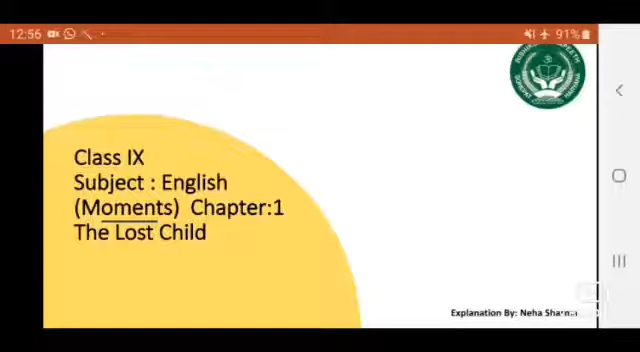 12:56
91%
Class IX
Subject : English
(Moments) Chapter:1
The Lost Child
Explanation By: Neha Sharma